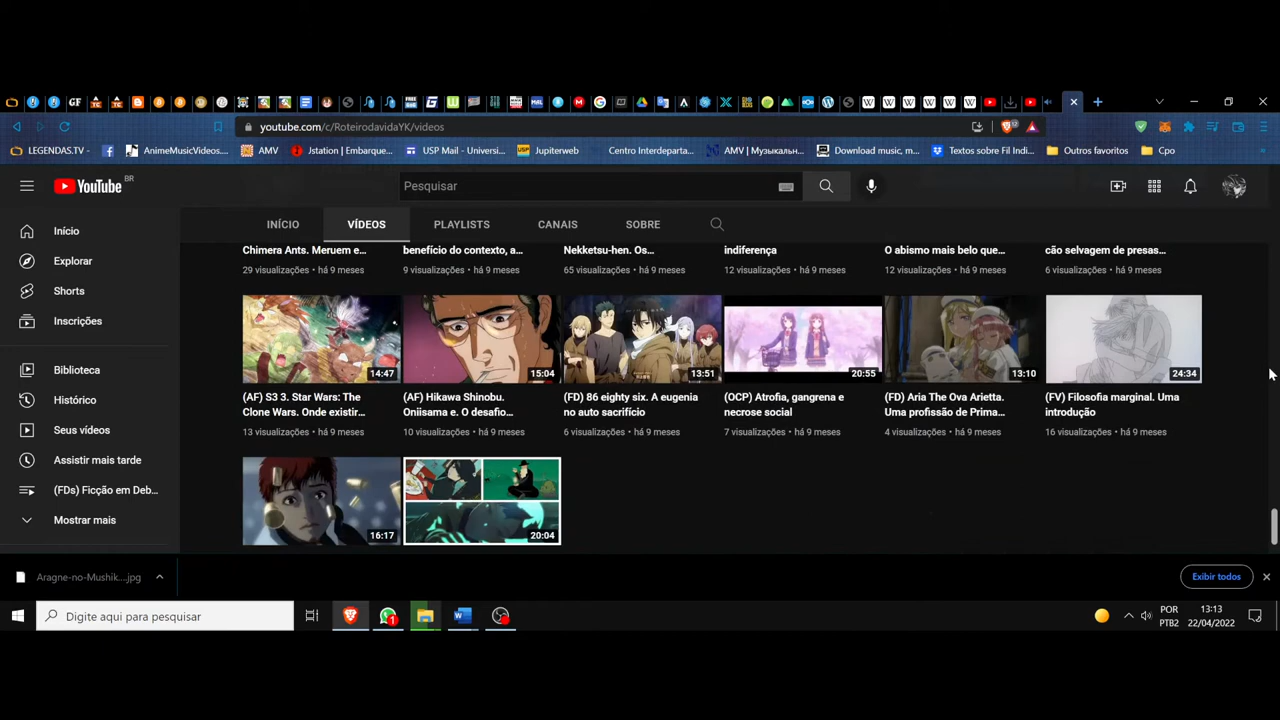 youtube.com/c/RoteirodavidaYK/videos
LEGENDAS.TV - AnimeMusicVideos... AMV Jstation | Embarque... USP Mail - Universi... Jupiterweb Centro Interdeparta... AMV | Музыкальн... Download music, m... Textos sobre Fil Indi... Outros favoritos Cpo
YouTube BR
Pesquisar
INÍCIO VÍDEOS PLAYLISTS CANAIS SOBRE
Início
Explorar
Shorts
Inscrições
Biblioteca
Histórico
Seus vídeos
Assistir mais tarde
(FDs) Ficção em Deb...
Mostrar mais
Chimera Ants. Meruem e...
29 visualizações • há 9 meses
benefício do contexto, a...
9 visualizações • há 9 meses
Nekketsu-hen. Os...
65 visualizações • há 9 meses
indiferença
12 visualizações • há 9 meses
O abismo mais belo que...
12 visualizações • há 9 meses
cão selvagem de presas...
6 visualizações • há 9 meses
14:47
(AF) S3 3. Star Wars: The
Clone Wars. Onde existir...
13 visualizações • há 9 meses
15:04
(AF) Hikawa Shinobu.
Oniisama e. O desafio...
10 visualizações • há 9 meses
13:51
(FD) 86 eighty six. A eugenia
no auto sacrifício
6 visualizações • há 9 meses
20:55
(OCP) Atrofia, gangrena e
necrose social
7 visualizações • há 9 meses
13:10
(FD) Aria The Ova Arietta.
Uma profissão de Prima...
4 visualizações • há 9 meses
24:34
(FV) Filosofia marginal. Uma
introdução
16 visualizações • há 9 meses
16:17
20:04
Aragne-no-Mushik....jpg
Exibir todos
Digite aqui para pesquisar
POR
PTB2
13:13
22/04/2022